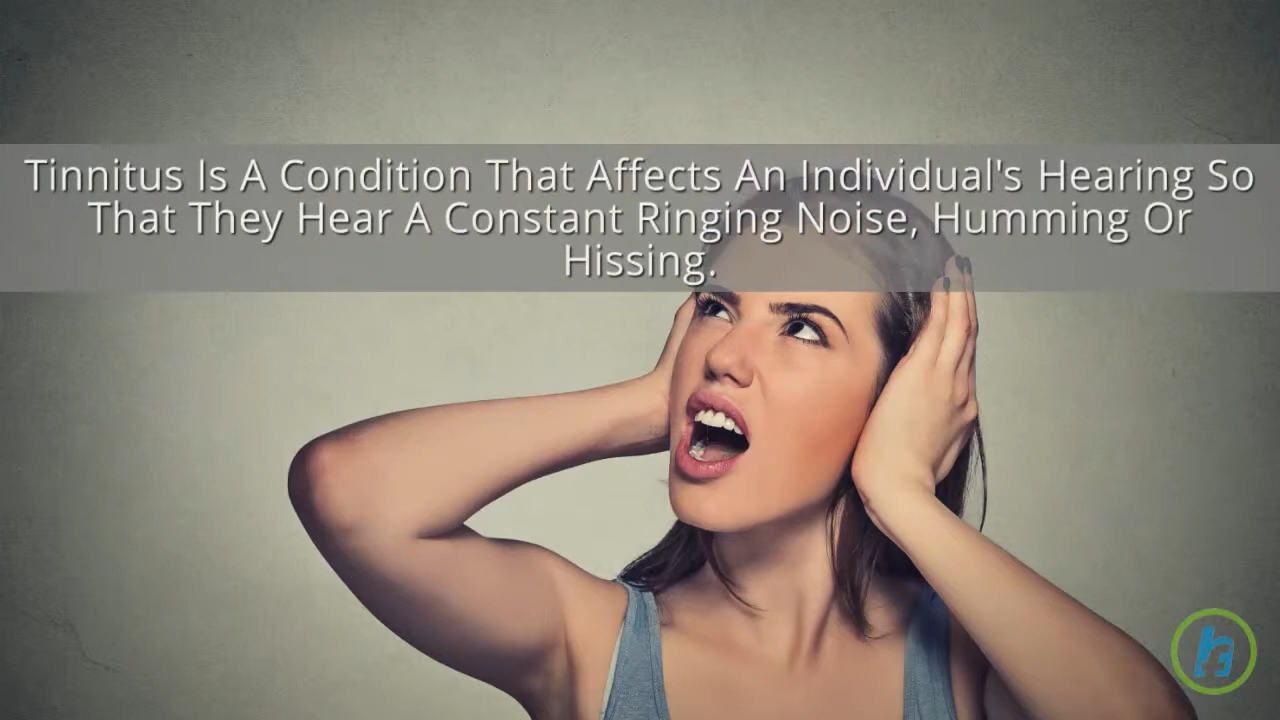 Tinnitus Is A Condition That Affects An Individual's Hearing So
That They Hear A Constant Ringing Noise, Humming Or
Hissing.